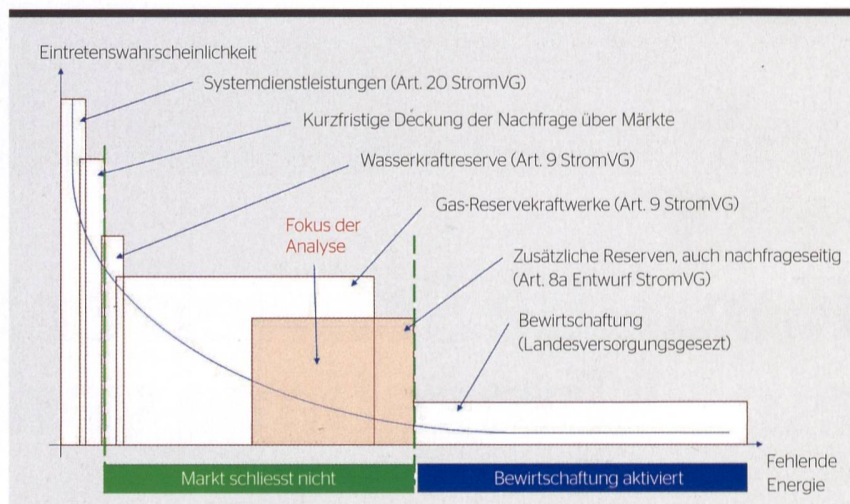 Eintretenswahrscheinlichkeit
Systemdienstleistungen (Art. 20 StromVG)
Kurzfristige Deckung der Nachfrage über Märkte
Wasserkraftreserve (Art. 9 StromVG)
Gas-Reservekraftwerke (Art. 9 StromVG)
Fokus der
Analyse
Zusätzliche Reserven, auch nachfrageseitig
(Art. 8a Entwurf StromVG)
Bewirtschaftung
(Landesversorgungsgesezt)
Markt schliesst nicht
Bewirtschaftung aktiviert
Fehlende
Energie